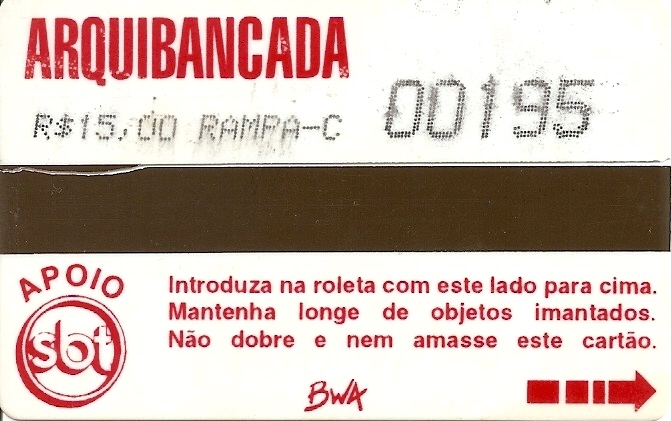 ARQUIBANCADA
R$15,00 RAMPA-C 00195
APOIO
sbt
Introduza na roleta com este lado para cima.
Mantenha longe de objetos imantados.
Não dobre e nem amasse este cartão.
BWA